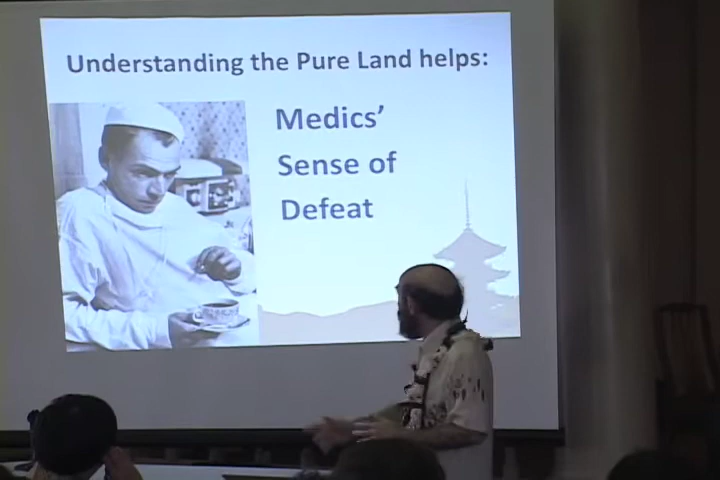 Understanding the Pure Land helps:
Medics’
Sense of
Defeat